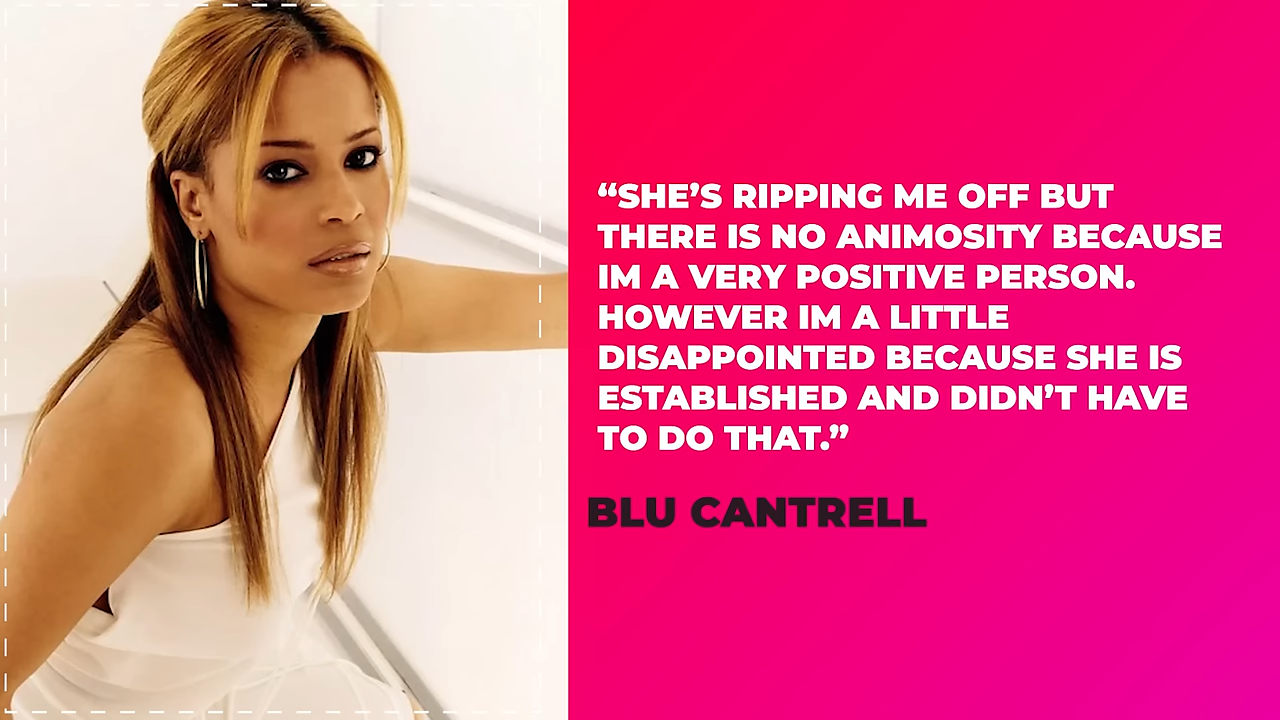 “SHE’S RIPPING ME OFF BUT
THERE IS NO ANIMOSITY BECAUSE
IM A VERY POSITIVE PERSON.
HOWEVER IM A LITTLE
DISAPPOINTED BECAUSE SHE IS
ESTABLISHED AND DIDN’T HAVE
TO DO THAT.”
BLU CANTRELL